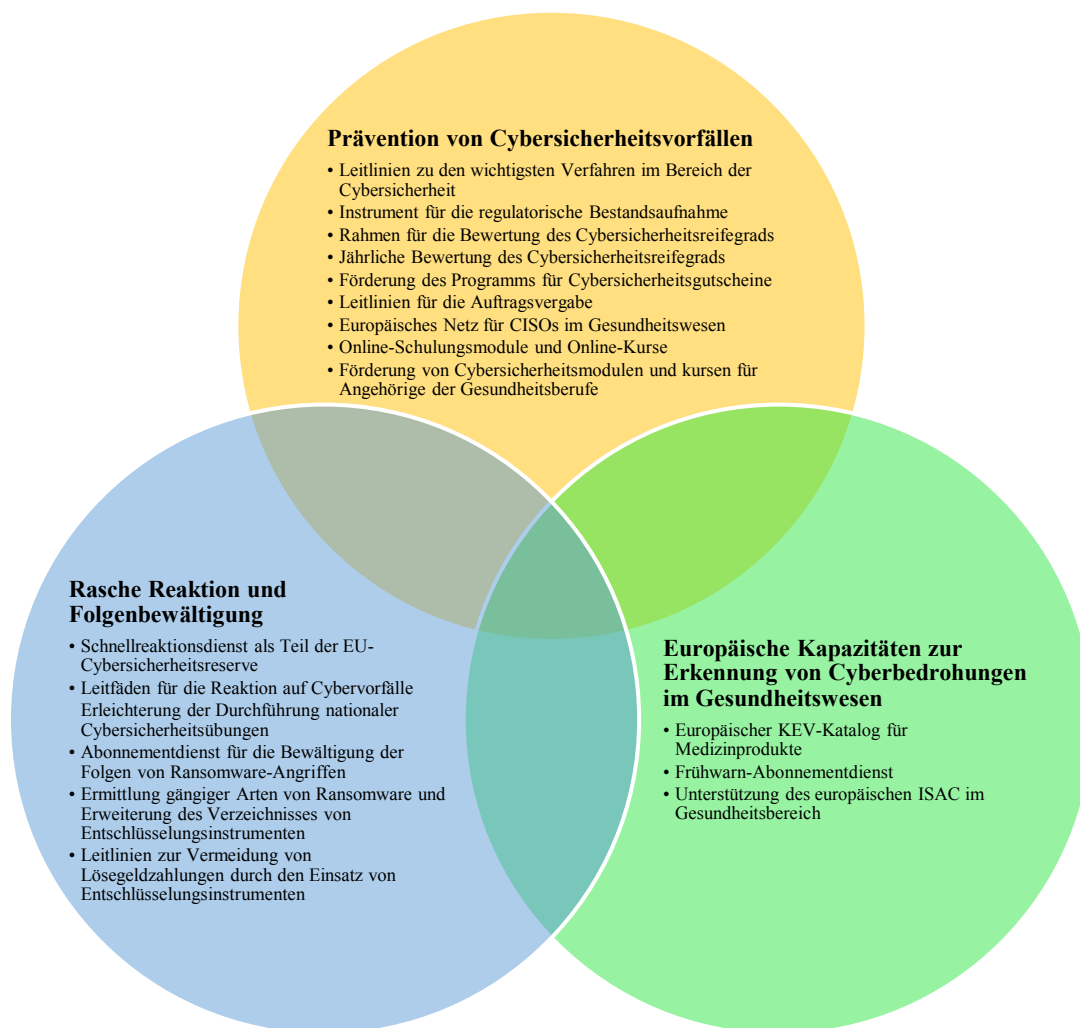 Prävention von Cybersicherheitsvorfällen
• Leitlinien zu den wichtigsten Verfahren im Bereich der
Cybersicherheit
• Instrument für die regulatorische Bestandsaufnahme
• Rahmen für die Bewertung des Cybersicherheitsreifegrads
• Jährliche Bewertung des Cybersicherheitsreifegrads
• Förderung des Programms für Cybersicherheitsgutscheine
• Leitlinien für die Auftragsvergabe
• Europäisches Netz für CISOs im Gesundheitswesen
• Online-Schulungsmodule und Online-Kurse
• Förderung von Cybersicherheitsmodulen und kursen für
Angehörige der Gesundheitsberufe
Rasche Reaktion und
Folgenbewältigung
• Schnellreaktionsdienst als Teil der EU-
Cybersicherheitsreserve
• Leitfäden für die Reaktion auf Cybervorfälle
Erleichterung der Durchführung nationaler
Cybersicherheitsübungen
• Abonnementdienst für die Bewältigung der
Folgen von Ransomware-Angriffen
• Ermittlung gängiger Arten von Ransomware und
Erweiterung des Verzeichnisses von
Entschlüsselungsinstrumenten
• Leitlinien zur Vermeidung von
Lösegeldzahlungen durch den Einsatz von
Entschlüsselungsinstrumenten
Europäische Kapazitäten zur
Erkennung von Cyberbedrohungen
im Gesundheitswesen
• Europäischer KEV-Katalog für
Medizinprodukte
• Frühwarn-Abonnementdienst
• Unterstützung des europäischen ISAC im
Gesundheitsbereich